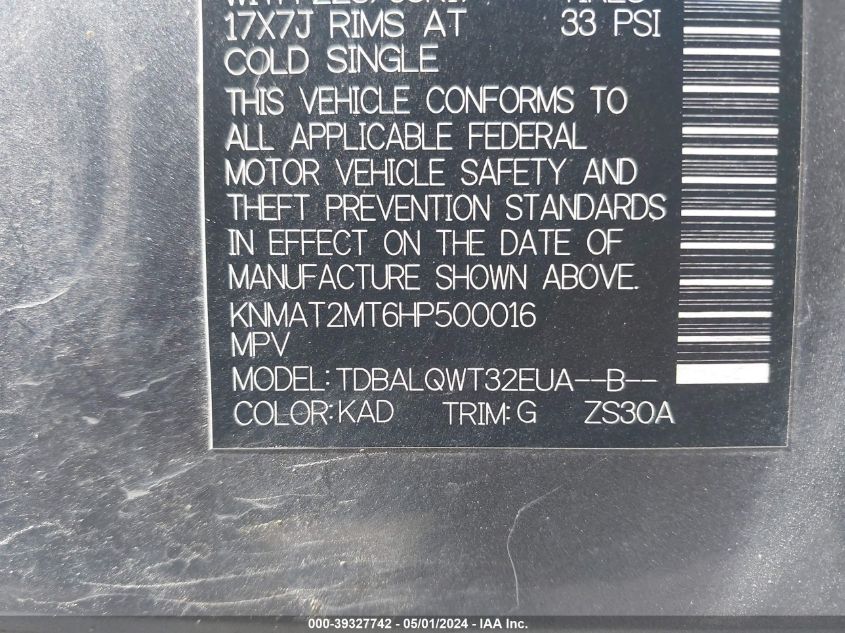 17X7J RIMS AT 33 PSI
COLD SINGLE
THIS VEHICLE CONFORMS TO
ALL APPLICABLE FEDERAL
MOTOR VEHICLE SAFETY AND
THEFT PREVENTION STANDARDS
IN EFFECT ON THE DATE OF
MANUFACTURE SHOWN ABOVE.
KNMAT2MT6HP500016
MPV
MODEL:TDBALQWT32EUA--B--
COLOR:KAD TRIM:G ZS30A
000-39327742 - 05/01/2024 - IAA Inc.